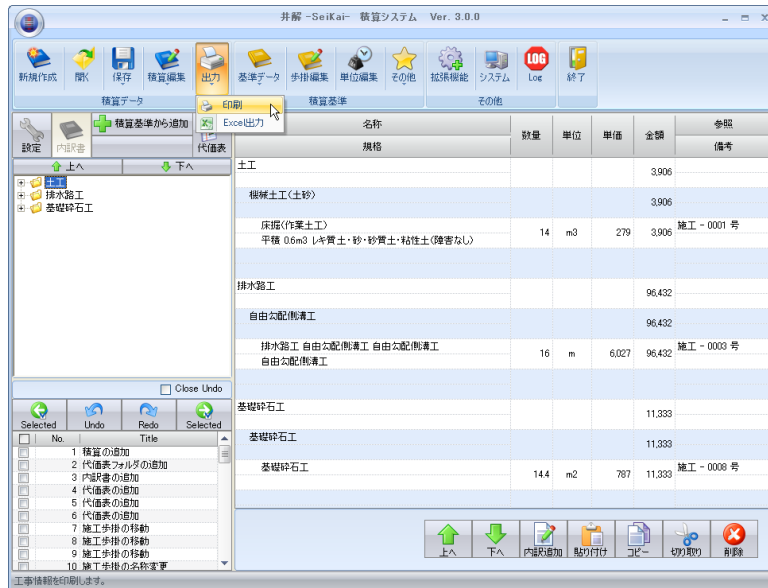 井解 -SeiKai- 積算システム Ver. 3.0.0
新規作成 開く 保存 積算編集 出力 基準データ 歩掛編集 単位編集 その他 拡張機能 システム LOG Log 終了
積算データ 積算基準 その他
印刷
Excel出力
設定 内訳書 積算基準から追加 代価表
上へ 下へ
土工
排水路工
基礎砕石工
名称 数量 単位 単価 金額 参照
規格 備考
土工 3,906
機械土工(土砂) 3,906
床掘(作業土工) 14 m3 279 3,906 施工 - 0001 号
平積 0.6m3 レキ質土・砂・砂質土・粘性土(障害なし)
排水路工 96,432
自由勾配側溝工 96,432
排水路工 自由勾配側溝工 自由勾配側溝工 16 m 6,027 96,432 施工 - 0003 号
自由勾配側溝工
基礎砕石工 11,333
基礎砕石工 11,333
基礎砕石工 14.4 m2 787 11,333 施工 - 0008 号
Close Undo
Selected Undo Redo Selected
No. Title
1 積算の追加
2 代価表フォルダの追加
3 内訳書の追加
4 代価表の追加
5 代価表の追加
6 代価表の追加
7 施工歩掛の移動
8 施工歩掛の移動
9 施工歩掛の移動
10 施工歩掛の名称変更
上へ 下へ 内訳追加 貼り付け コピー 切り取り 削除
工事情報を印刷します。